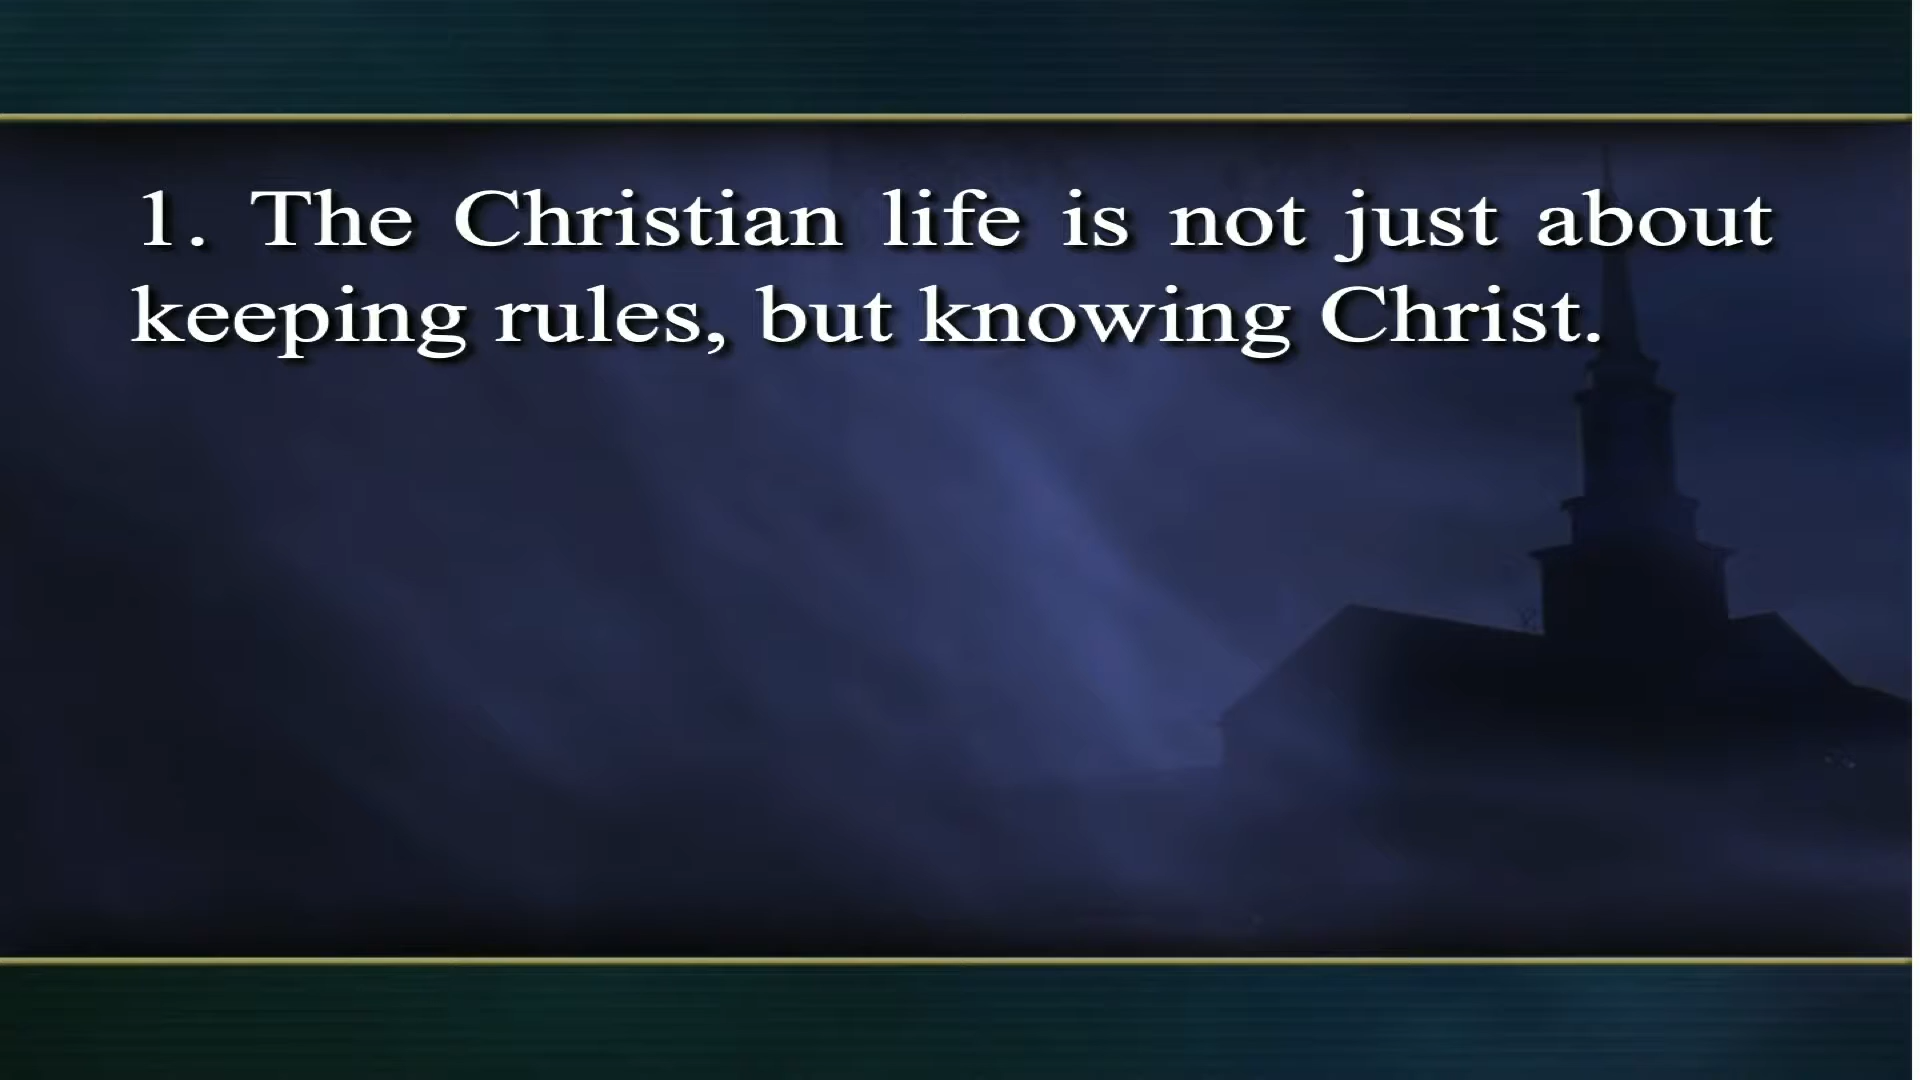 1. The Christian life is not just about
keeping rules, but knowing Christ.